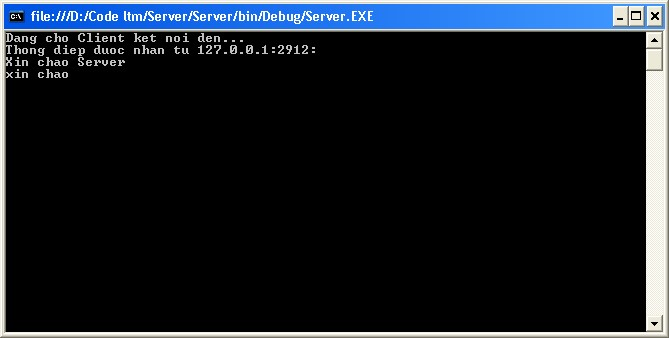 file:///D:/Code ltm/Server/Server/bin/Debug/Server.EXE
Dang cho Client ket noi den...
Thong diep duoc nhan tu 127.0.0.1:2912:
Xin chao Server
xin chao